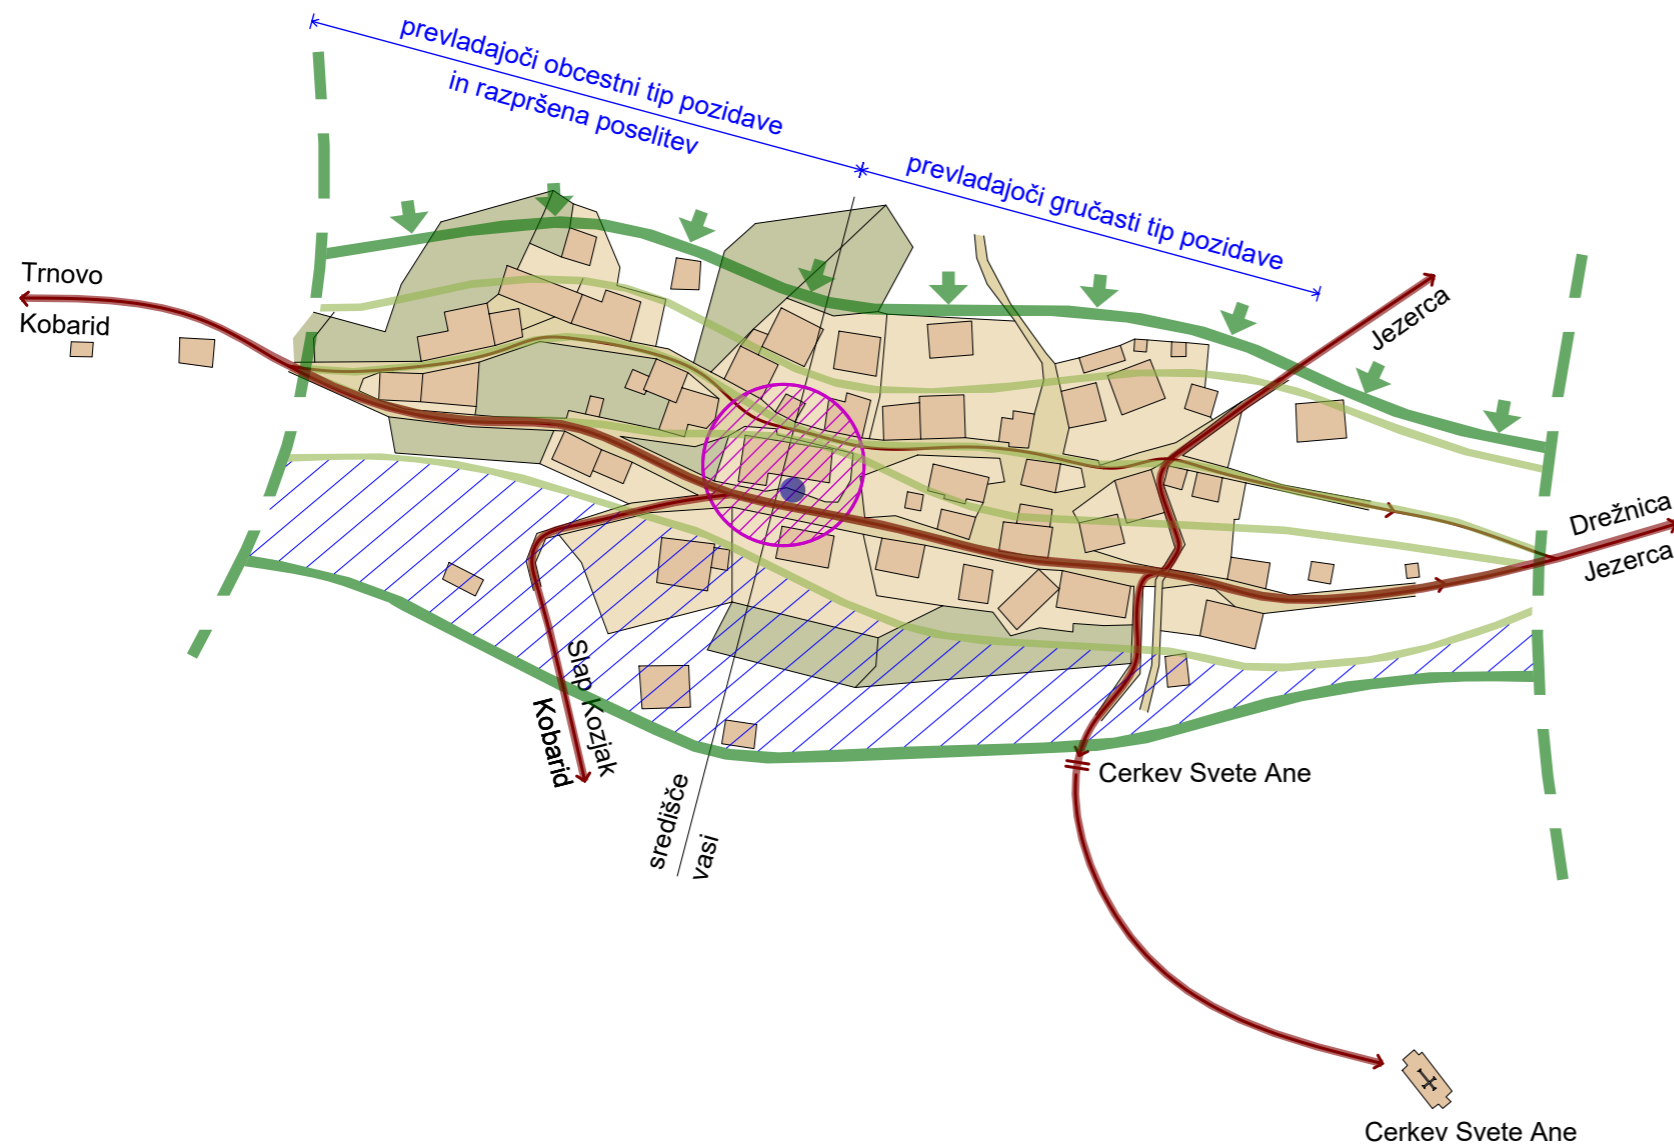 prevladajoči obcestni tip pozidave
in razpršena poselitev
prevladajoči gručasti tip pozidave
Trnovo
Kobarid
Jezerca
Drežnica
Jezerca
Slap Kozjak
Kobarid
središče
vasi
Cerkev Svete Ane
Cerkev Svete Ane